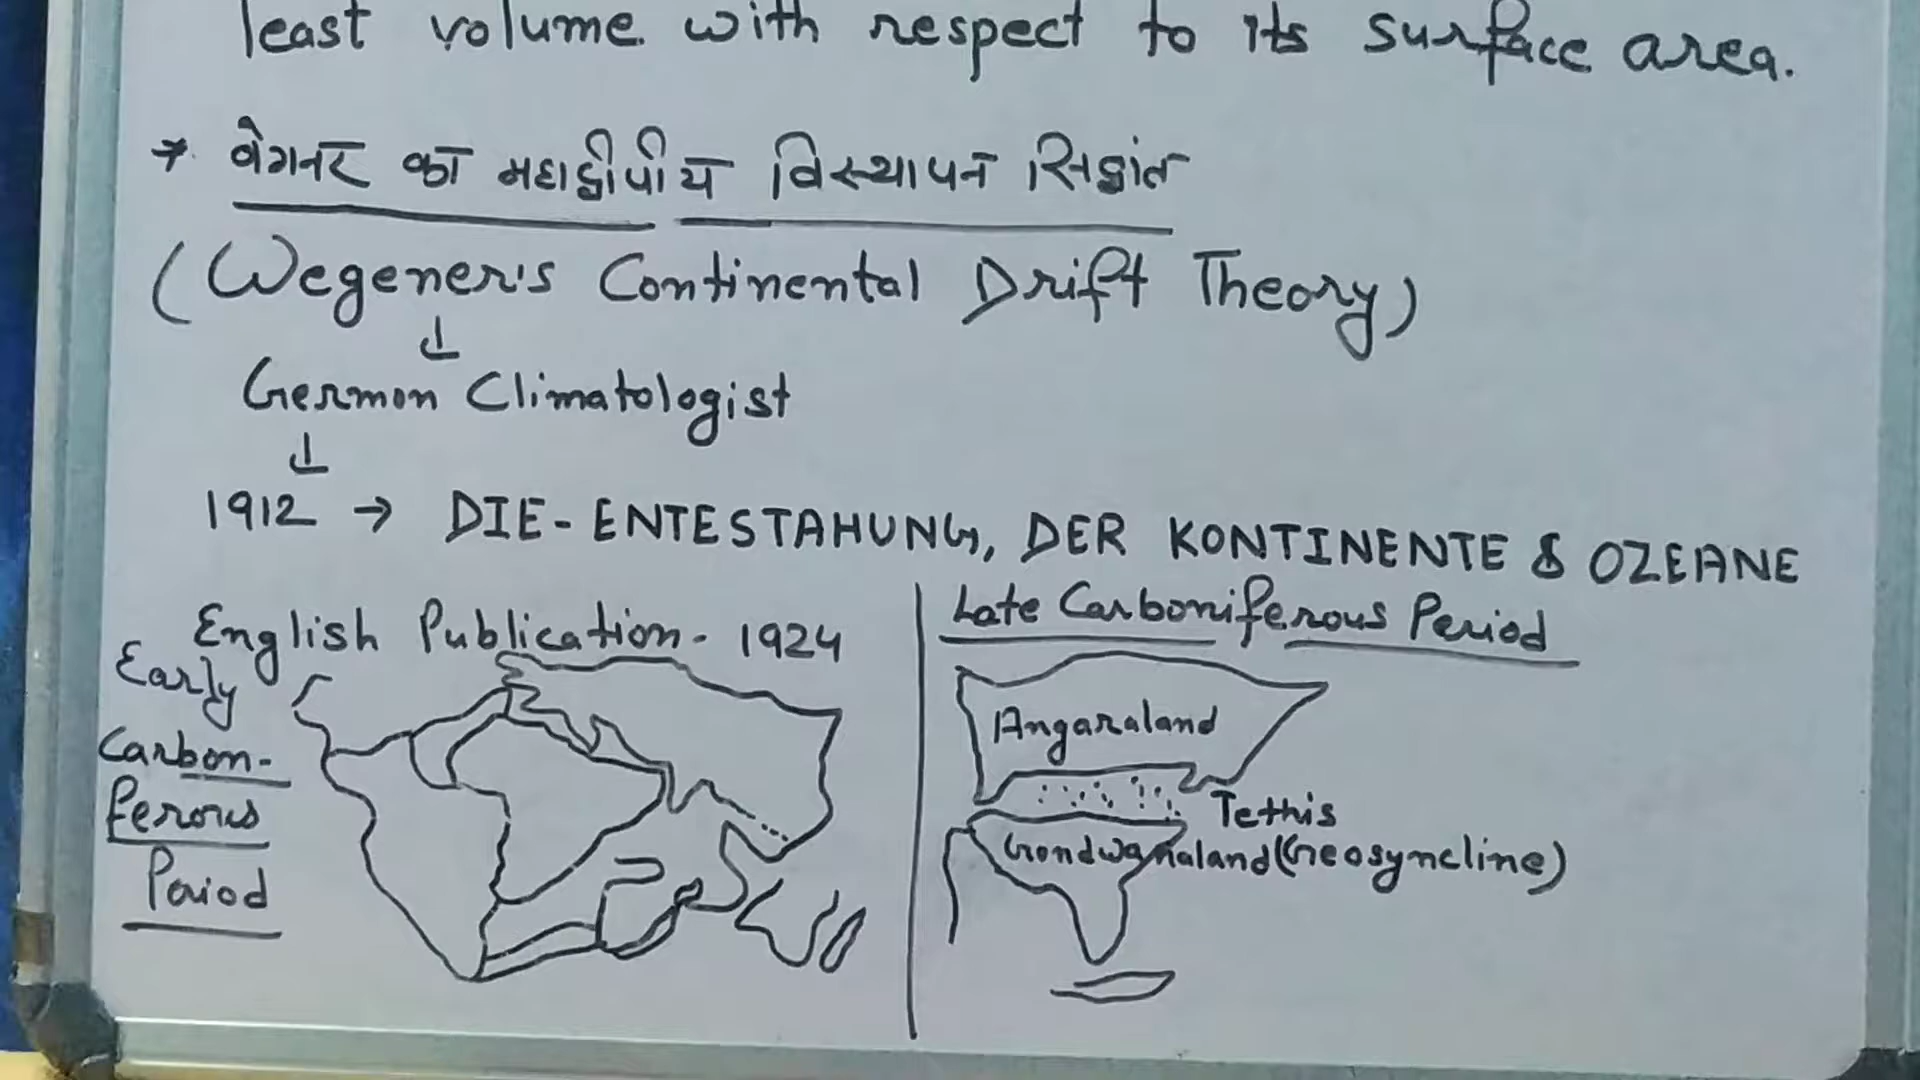 least volume with respect to its surface area.
* वेगनर का महाद्वीपीय विस्थापन सिद्धांत
(Wegener's Continental Drift Theory)
↓
German Climatologist
↓
1912 → DIE-ENTESTAHUNG, DER KONTINENTE & OZEANE
English Publication - 1924
Early
Carbon-
ferous
Period
Late Carboniferous Period
Angaraland
Tethis
Gondwanaland (Geosyncline)